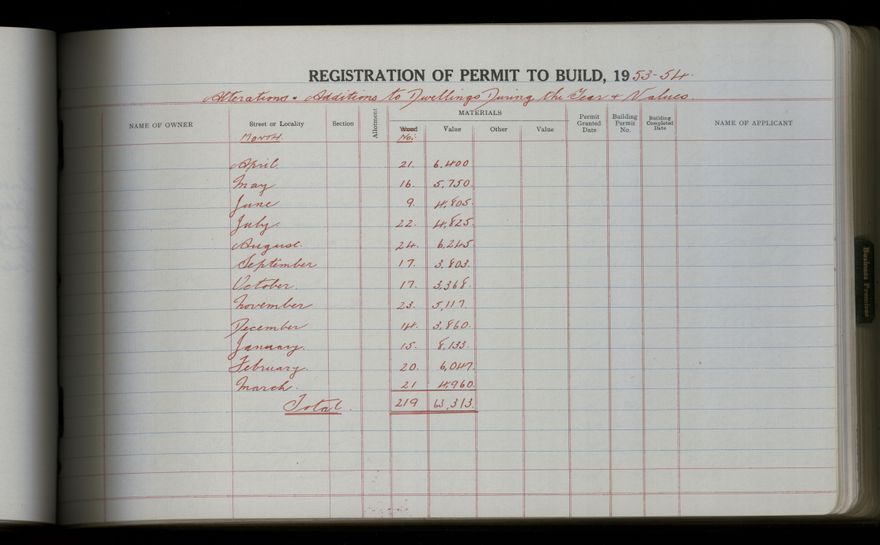 REGISTRATION OF PERMIT TO BUILD, 1953-54.
Alterations & Additions to Dwellings During the Year & Values.
NAME OF OWNER Street or Locality Section Allotment MATERIALS Permit Granted Date Building Permit No. Building Completed Date NAME OF APPLICANT
MONTH. Wood No. Value Other Value
April. 21. 6,400
May 16. 5,750
June 9. 4,805
July 22. 4,825
August. 24. 6,245
September 17. 3,803
October. 17. 3,368
November 23. 5,117
December 14. 3,860
January. 15. 8,133
February. 20. 6,047
March. 21 4,960
Total. 219 63,313
Business Premises